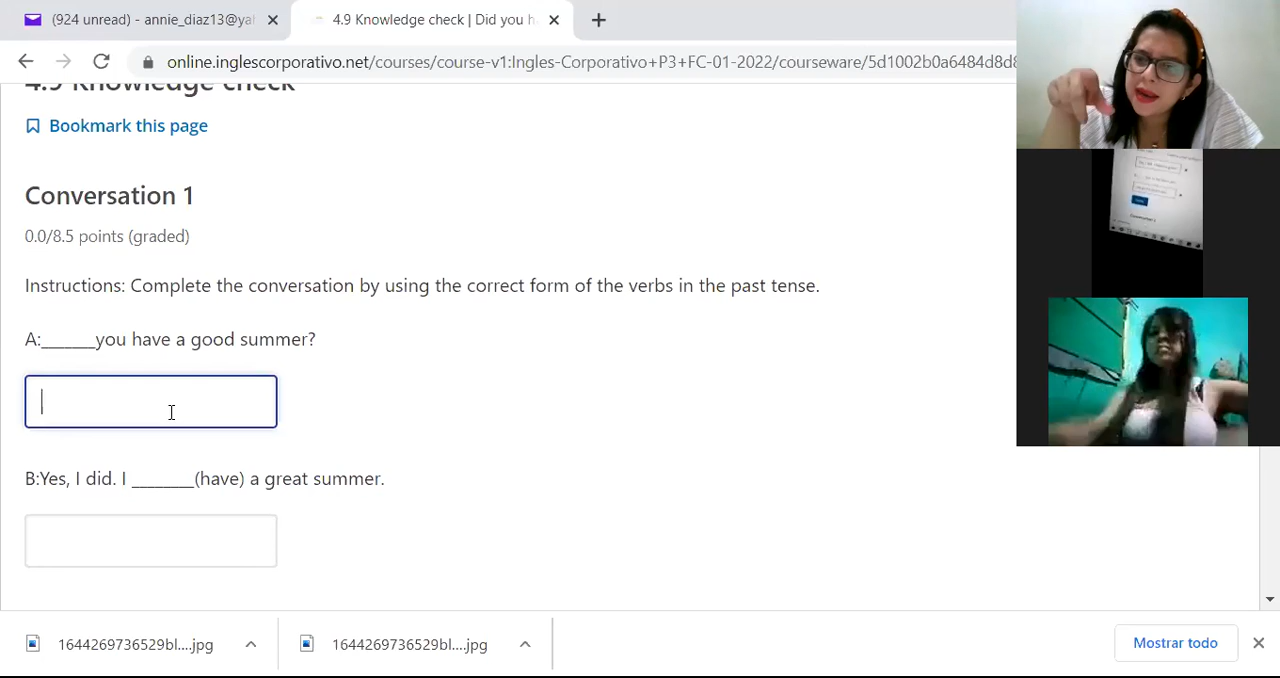 (924 unread) - annie_diaz13@ya
4.9 Knowledge check | Did you h
online.inglescorporativo.net/courses/course-v1:Ingles-Corporativo+P3+FC-01-2022/courseware/5d1002b0a6484d8d8
4.9 Knowledge check
Bookmark this page
Conversation 1
0.0/8.5 points (graded)
Instructions: Complete the conversation by using the correct form of the verbs in the past tense.
A:______you have a good summer?
B:Yes, I did. I ________(have) a great summer.
1644269736529bl....jpg
1644269736529bl....jpg
Mostrar todo